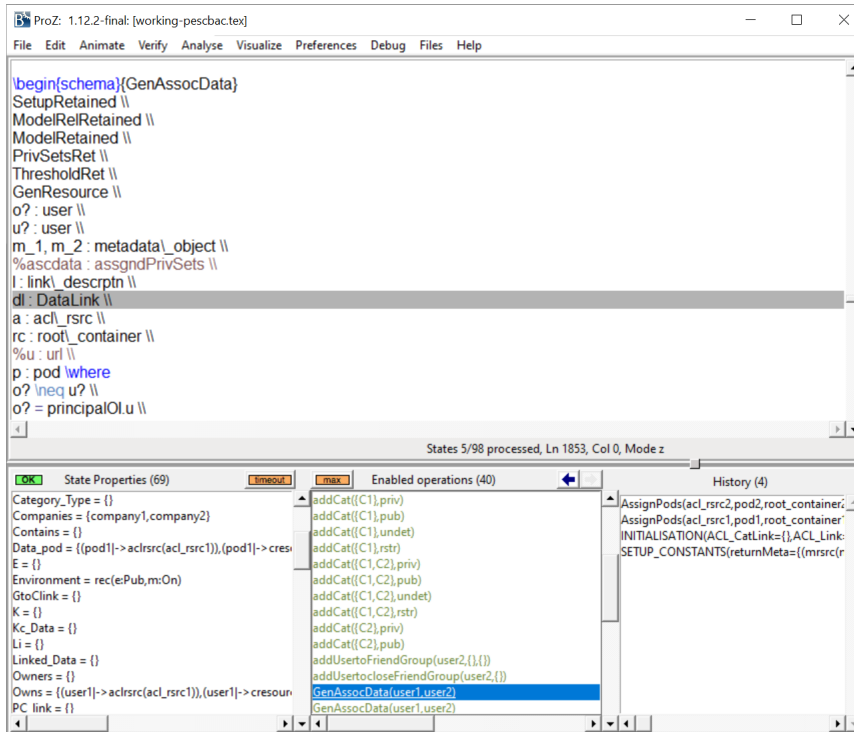 ProZ: 1.12.2-final: [working-pescbac.tex]
File Edit Animate Verify Analyse Visualize Preferences Debug Files Help
\begin{schema}{GenAssocData}
SetupRetained \\
ModelRelRetained \\
ModelRetained \\
PrivSetsRet \\
ThresholdRet \\
GenResource \\
o? : user \\
u? : user \\
m_1, m_2 : metadata\_object \\
%ascdata : assgndPrivSets \\
l : link\_descrptn \\
dl : DataLink \\
a : acl\_rsrc \\
rc : root\_container \\
%u : url \\
p : pod \where
o? \neq u? \\
o? = principalOl.u \\
States 5/98 processed, Ln 1853, Col 0, Mode z
OK State Properties (69) timeout
Category_Type = {}
Companies = {company1,company2}
Contains = {}
Data_pod = {(pod1|->aclrsrc(acl_rsrc1)),(pod1|->creso
E = {}
Environment = rec(e:Pub,m:On)
GtoClink = {}
K = {}
Kc_Data = {}
Li = {}
Linked_Data = {}
Owners = {}
Owns = {(user1|->aclrsrc(acl_rsrc1)),(user1|->cresour
PC_link = {}
max Enabled operations (40)
addCat({C1},priv)
addCat({C1},pub)
addCat({C1},undet)
addCat({C1},rstr)
addCat({C1,C2},priv)
addCat({C1,C2},pub)
addCat({C1,C2},undet)
addCat({C1,C2},rstr)
addCat({C2},priv)
addCat({C2},pub)
addUsertoFriendGroup(user2,{},{})
addUsertocloseFriendGroup(user2,{})
GenAssocData(user1,user2)
GenAssocData(user1,user2)
History (4)
AssignPods(acl_rsrc2,pod2,root_container2
AssignPods(acl_rsrc1,pod1,root_container1
INITIALISATION(ACL_CatLink={},ACL_Link
SETUP_CONSTANTS(returnMeta={(mrsrc(r